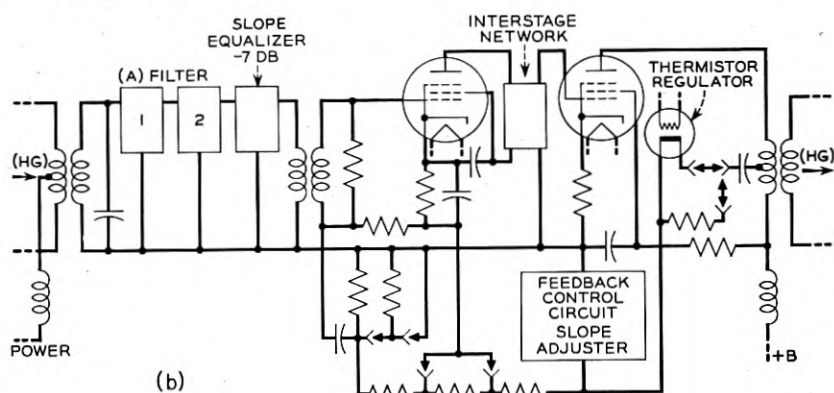 SLOPE
EQUALIZER
-7 DB
INTERSTAGE
NETWORK
(A) FILTER
THERMISTOR
REGULATOR
1
2
(HG)
(HG)
FEEDBACK
CONTROL
CIRCUIT
SLOPE
ADJUSTER
POWER
+B
(b)